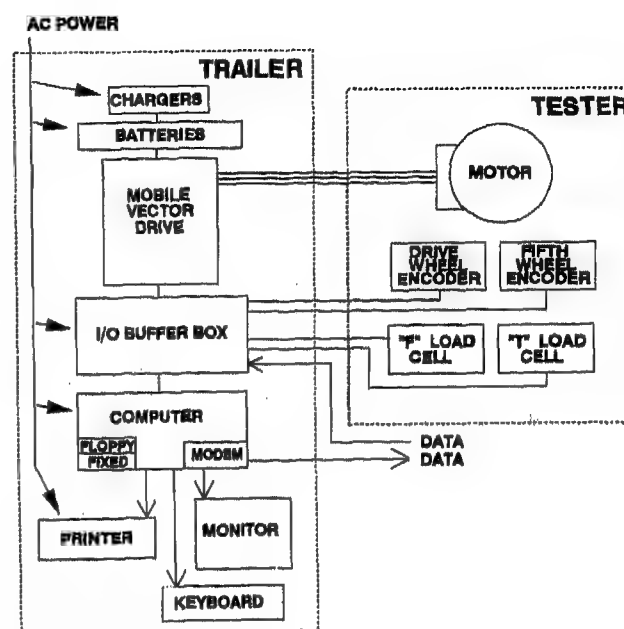 AC POWER
TRAILER
CHARGERS
BATTERIES
MOBILE
VECTOR
DRIVE
I/O BUFFER BOX
COMPUTER
FLOPPY
FIXED
MODEM
PRINTER
MONITOR
KEYBOARD
TESTER
MOTOR
DRIVE
WHEEL
ENCODER
FIFTH
WHEEL
ENCODER
"F" LOAD
CELL
"T" LOAD
CELL
DATA
DATA